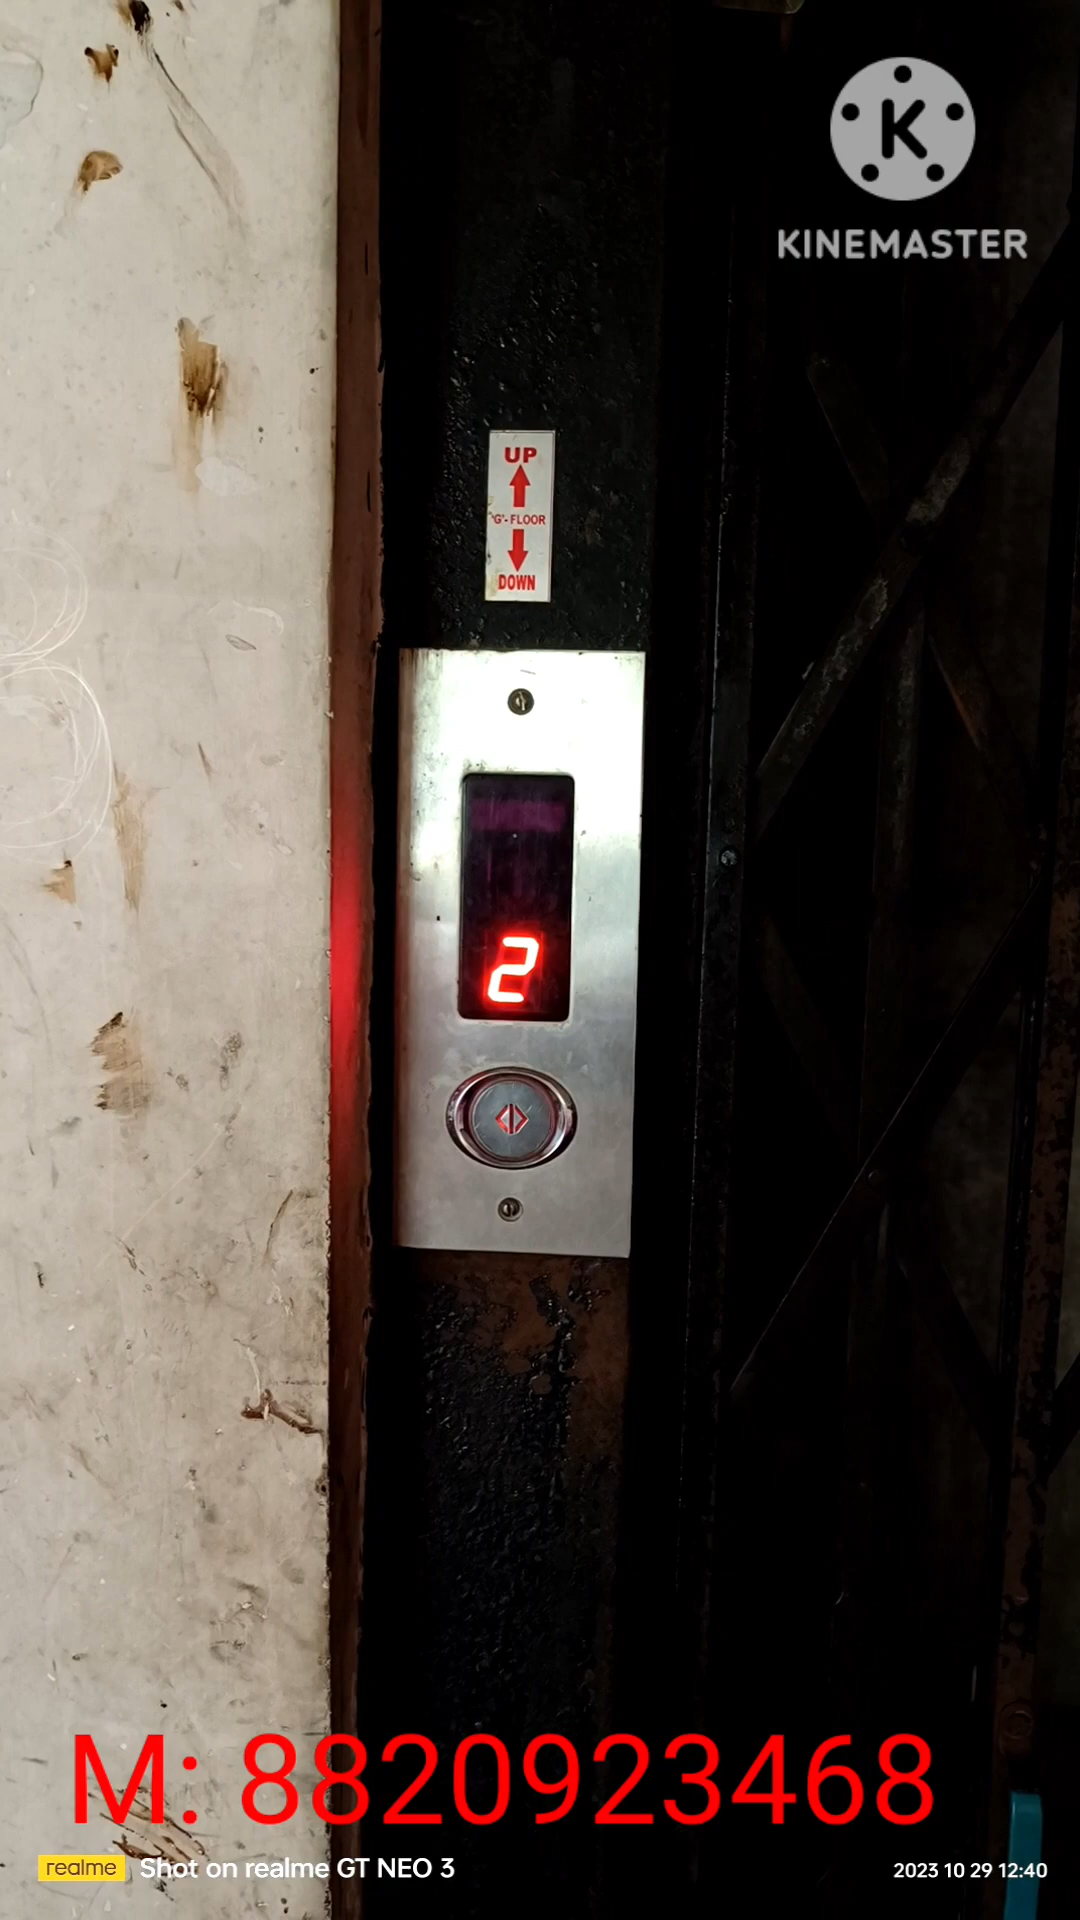 KINEMASTER
UP
"G"- FLOOR
DOWN
2
M: 8820923468
realme Shot on realme GT NEO 3
2023 10 29 12:40